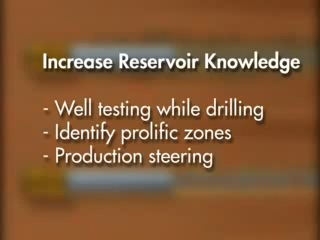 Increase Reservoir Knowledge
- Well testing while drilling
- Identify prolific zones
- Production steering